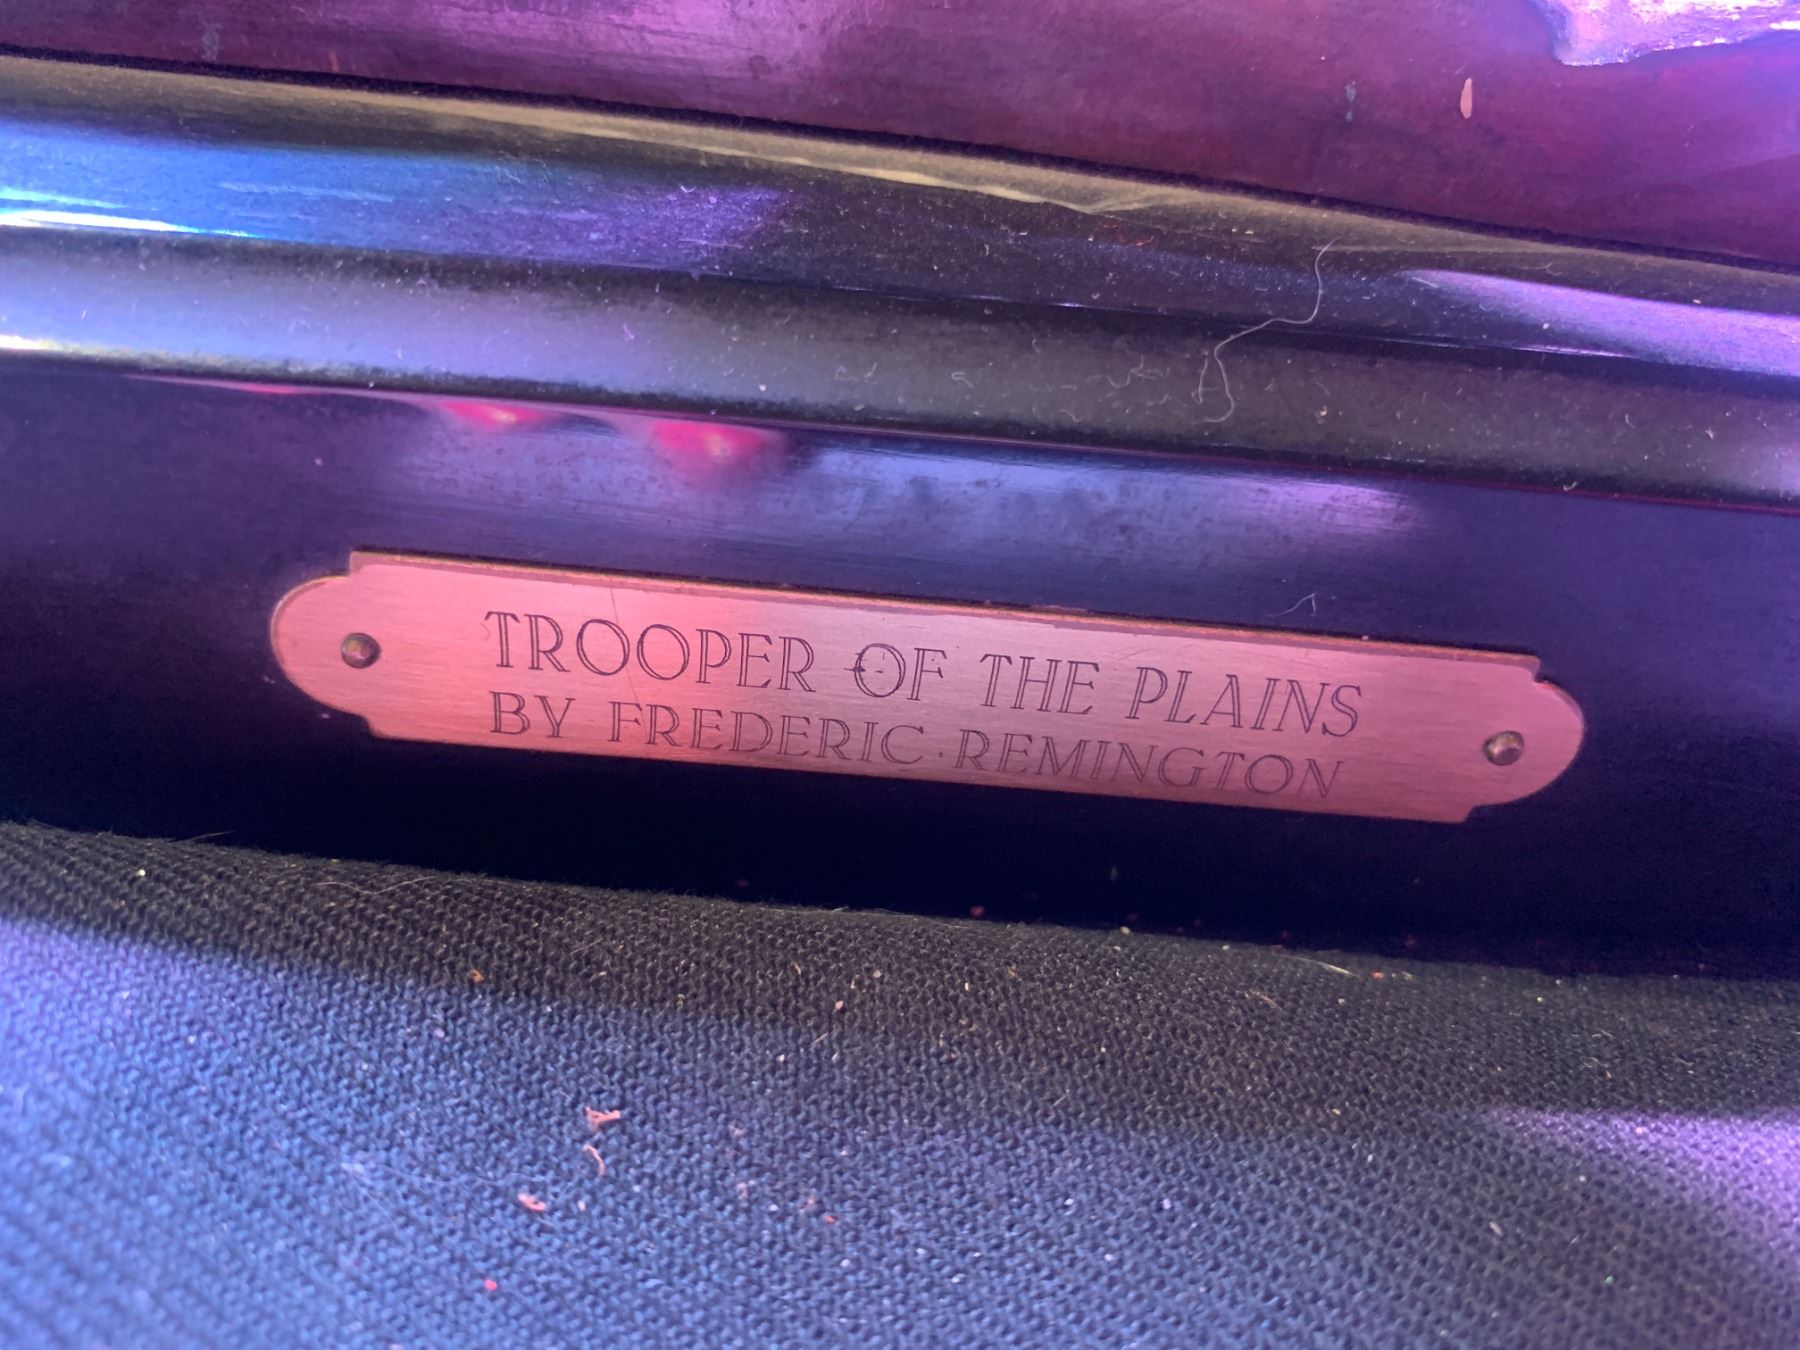 TROOPER OF THE PLAINS
BY FREDERIC · REMINGTON